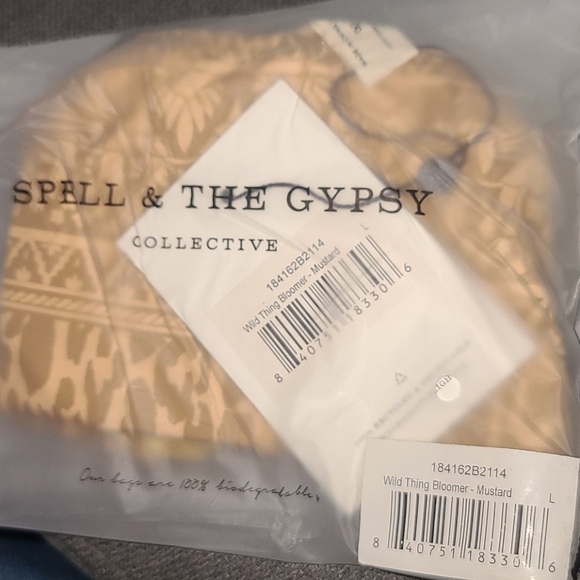 SPELL & THE GYPSY
COLLECTIVE
L
184162B2114
Wild Thing Bloomer - Mustard
8 40751 18330 6
Our bags are 100% biodegradable.
184162B2114
Wild Thing Bloomer - Mustard L
8 40751 18330 6